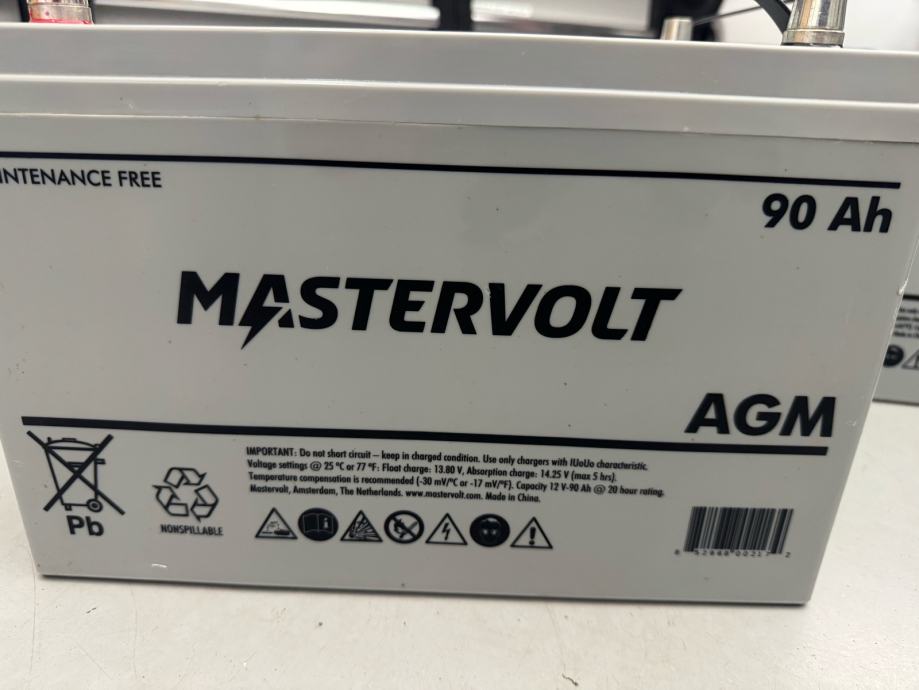 INTENANCE FREE
90 Ah
MASTERVOLT
AGM
IMPORTANT: Do not short circuit – keep in charged condition. Use only chargers with IUoUo characteristic.
Voltage settings @ 25 °C or 77 °F: Float charge: 13.80 V, Absorption charge: 14.25 V (max 5 hrs).
Temperature compensation is recommended (-30 mV/°C or -17 mV/°F). Capacity 12 V-90 Ah @ 20 hour rating.
Mastervolt, Amsterdam, The Netherlands. www.mastervolt.com. Made in China.
Pb
NONSPILLABLE